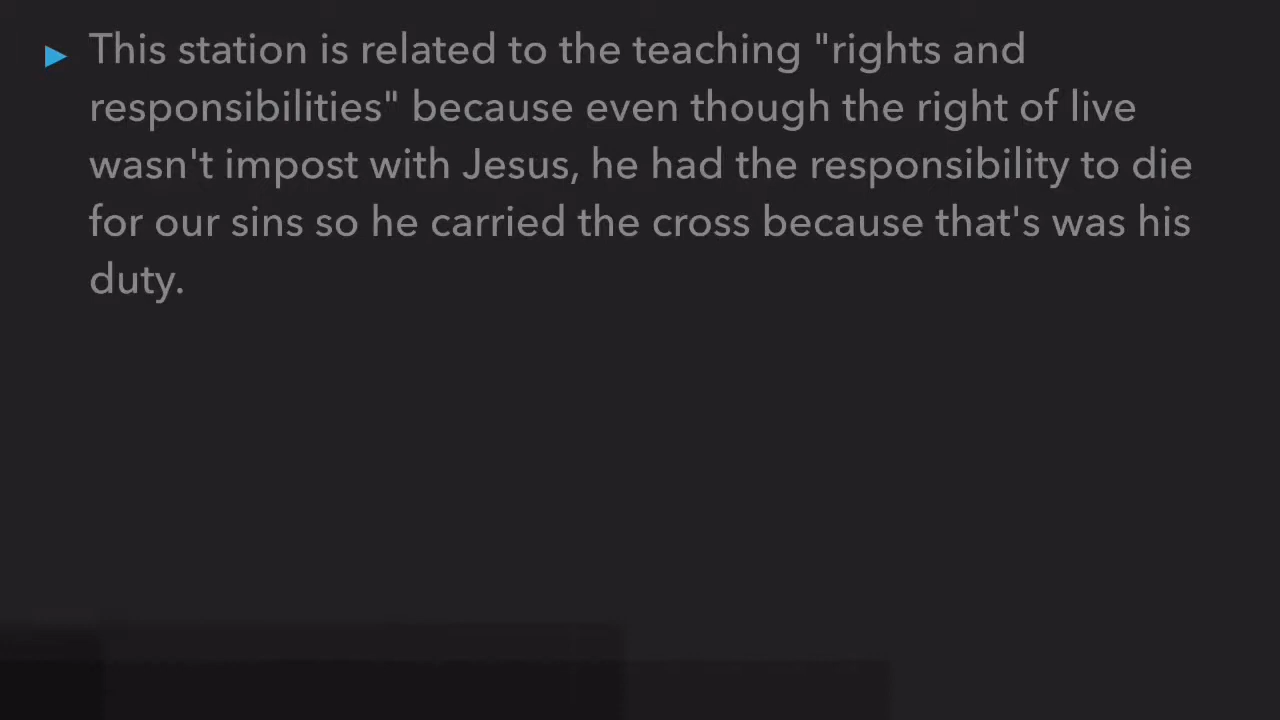 This station is related to the teaching "rights and
responsibilities" because even though the right of live
wasn't impost with Jesus, he had the responsibility to die
for our sins so he carried the cross because that's was his
duty.